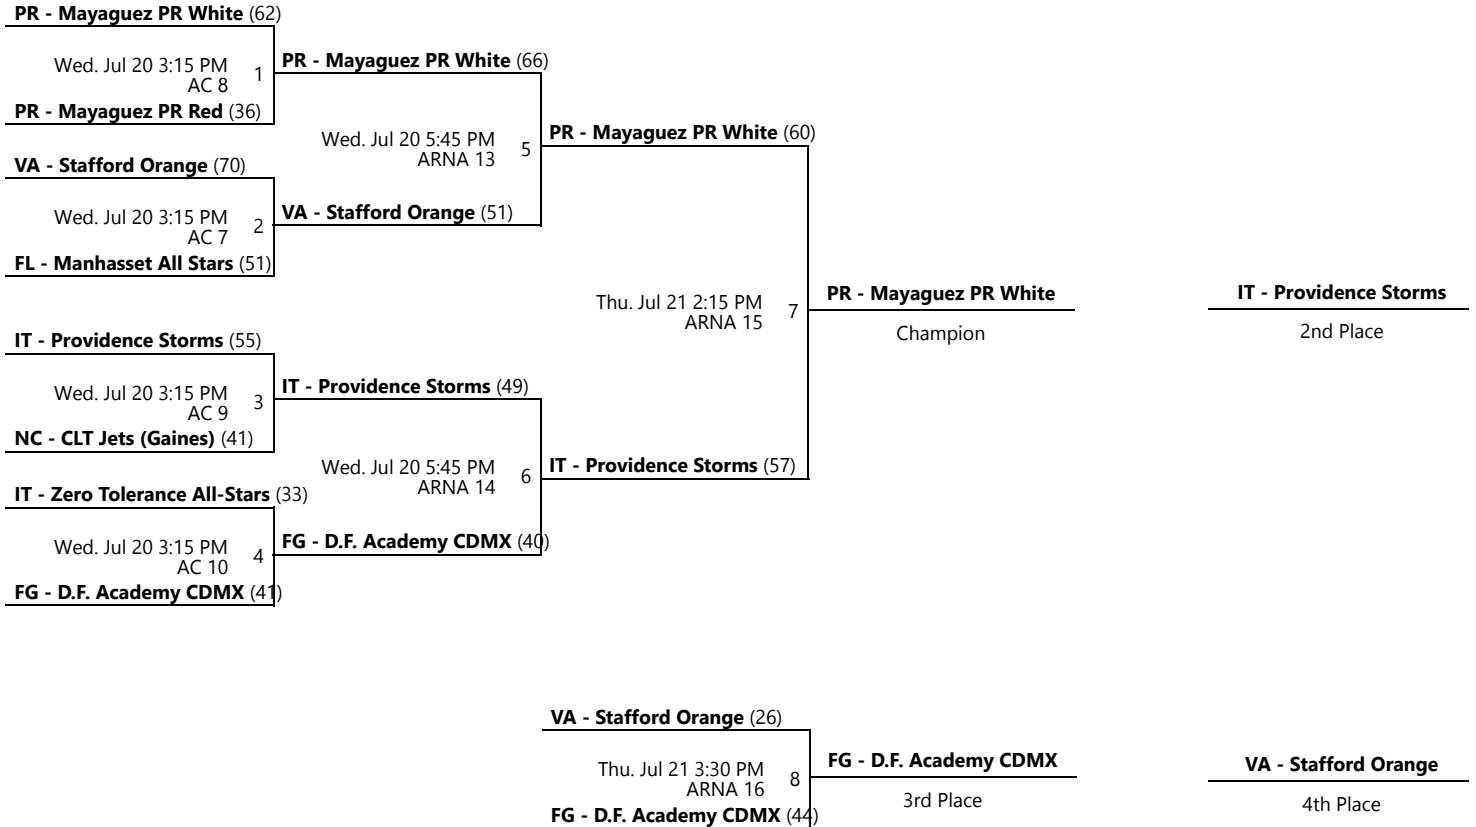 PR - Mayaguez PR White (62)
Wed. Jul 20 3:15 PM
AC 8
1
PR - Mayaguez PR Red (36)
PR - Mayaguez PR White (66)
Wed. Jul 20 5:45 PM
ARNA 13
5
VA - Stafford Orange (70)
Wed. Jul 20 3:15 PM
AC 7
2
FL - Manhasset All Stars (51)
VA - Stafford Orange (51)
PR - Mayaguez PR White (60)
Thu. Jul 21 2:15 PM
ARNA 15
7
PR - Mayaguez PR White
Champion
IT - Providence Storms
2nd Place
IT - Providence Storms (55)
Wed. Jul 20 3:15 PM
AC 9
3
NC - CLT Jets (Gaines) (41)
IT - Providence Storms (49)
Wed. Jul 20 5:45 PM
ARNA 14
6
IT - Providence Storms (57)
IT - Zero Tolerance All-Stars (33)
Wed. Jul 20 3:15 PM
AC 10
4
FG - D.F. Academy CDMX (41)
FG - D.F. Academy CDMX (40)
VA - Stafford Orange (26)
Thu. Jul 21 3:30 PM
ARNA 16
8
FG - D.F. Academy CDMX (44)
FG - D.F. Academy CDMX
3rd Place
VA - Stafford Orange
4th Place